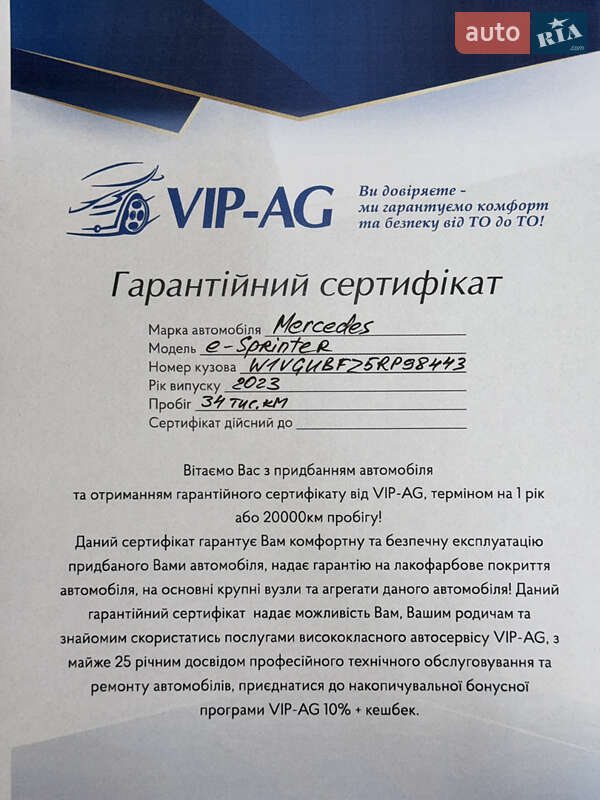 auto RIA .com
VIP-AG
Ви довіряєте -
ми гарантуємо комфорт
та безпеку від ТО до ТО!
Гарантійний сертифікат
Марка автомобіля Mercedes
Модель e-Sprinter
Номер кузова W1VGUBFZ5RP98443
Рік випуску 2023
Пробіг 34 тис.км
Сертифікат дійсний до
Вітаємо Вас з придбанням автомобіля
та отриманням гарантійного сертифікату від VIP-AG, терміном на 1 рік
або 20000км пробігу!
Даний сертифікат гарантує Вам комфортну та безпечну експлуатацію
придбаного Вами автомобіля, надає гарантію на лакофарбове покриття
автомобіля, на основні крупні вузли та агрегати даного автомобіля! Даний
гарантійний сертифікат надає можливість Вам, Вашим родичам та
знайомим скористатись послугами висококласного автосервісу VIP-AG, з
майже 25 річним досвідом професійного технічного обслуговування та
ремонту автомобілів, приєднатися до накопичувальної бонусної
програми VIP-AG 10% + кешбек.